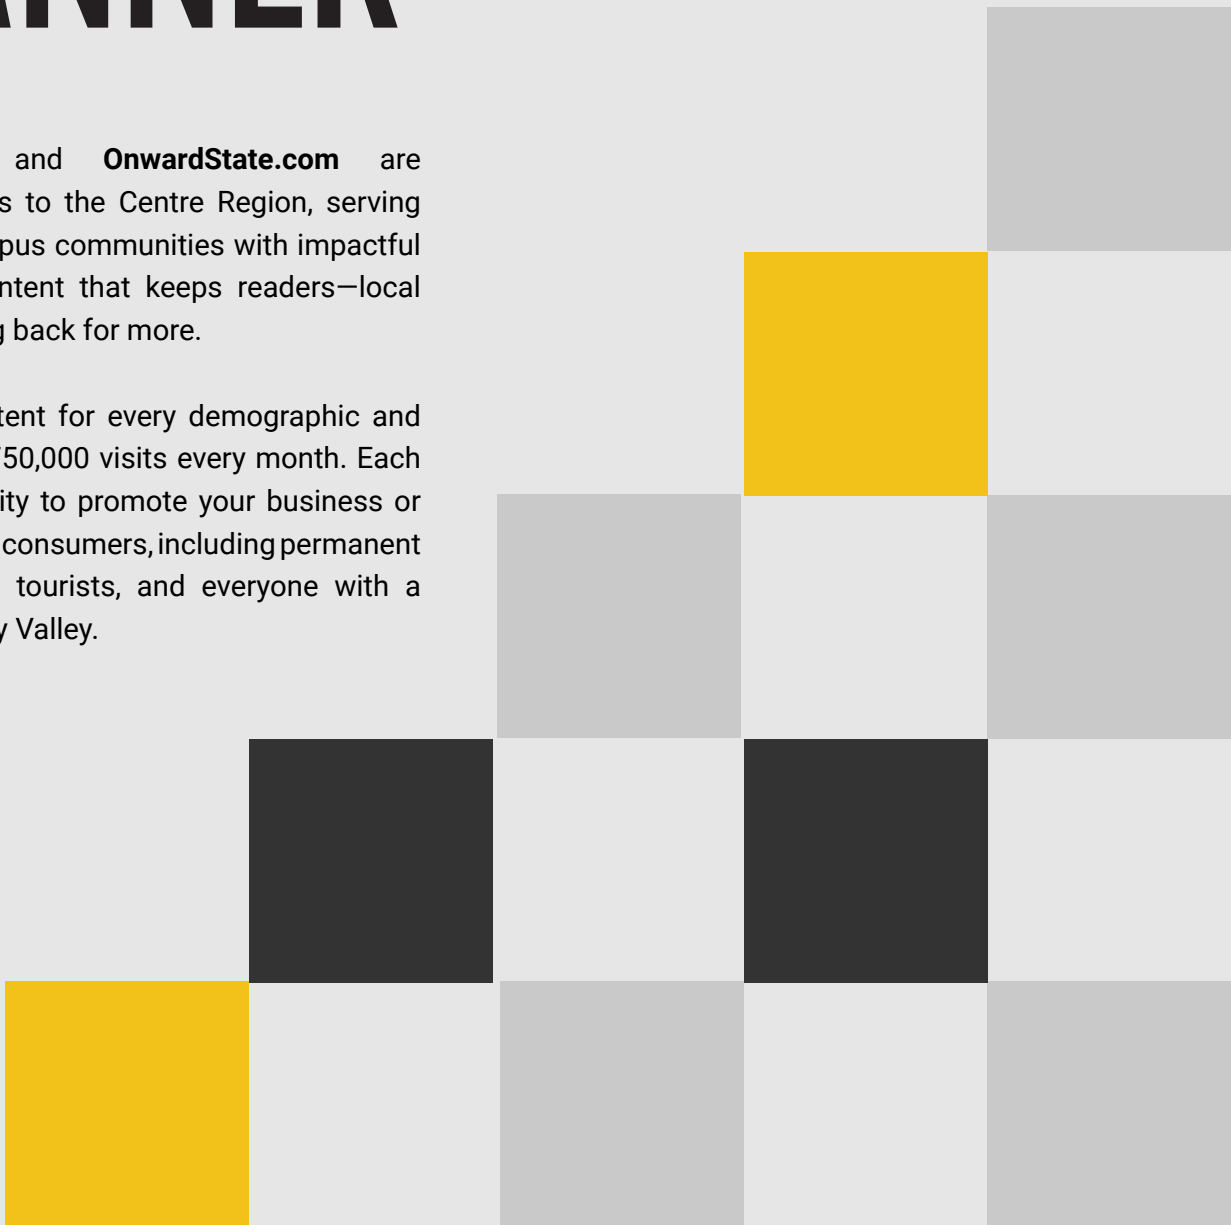 ANNER
and OnwardState.com are
s to the Centre Region, serving
pus communities with impactful
ntent that keeps readers—local
g back for more.
tent for every demographic and
750,000 visits every month. Each
ity to promote your business or
consumers, including permanent
tourists, and everyone with a
y Valley.